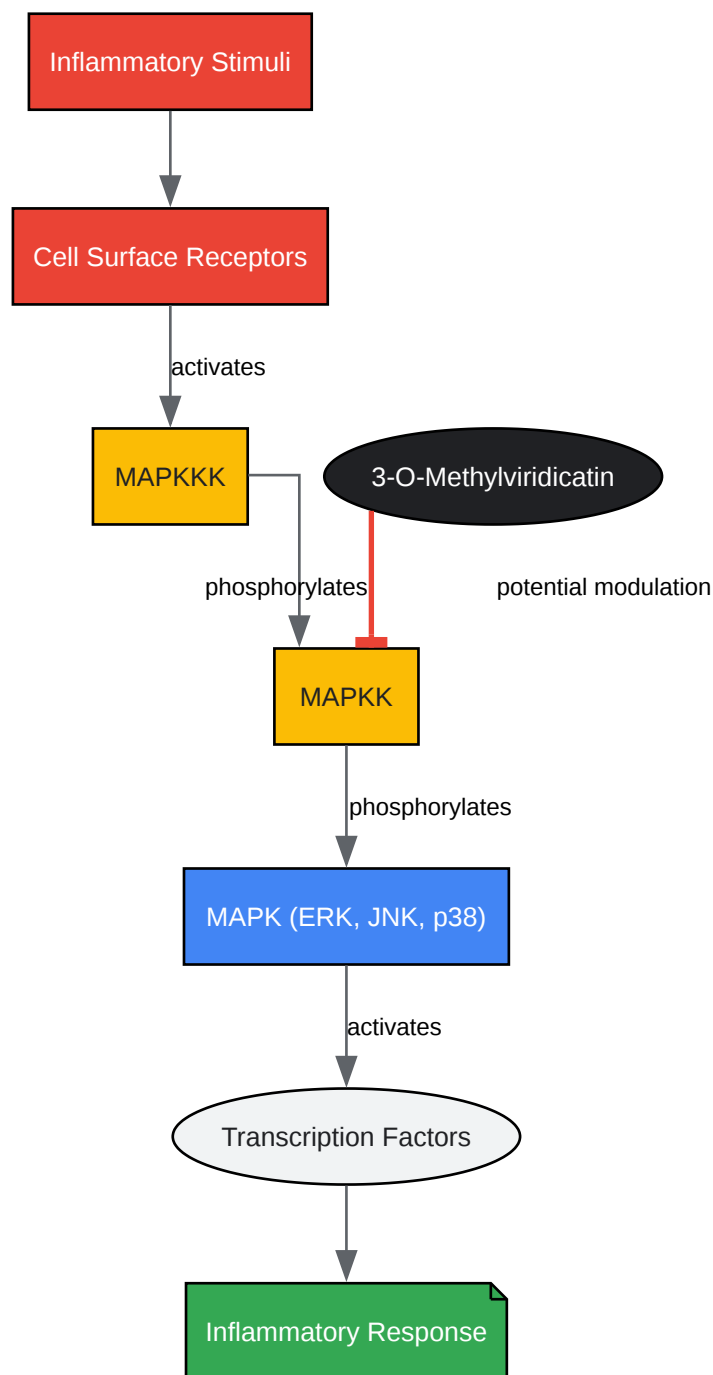 Inflammatory Stimuli
Cell Surface Receptors
activates
MAPKKK
3-O-Methylviridicatin
phosphorylates
potential modulation
MAPKK
phosphorylates
MAPK (ERK, JNK, p38)
activates
Transcription Factors
Inflammatory Response